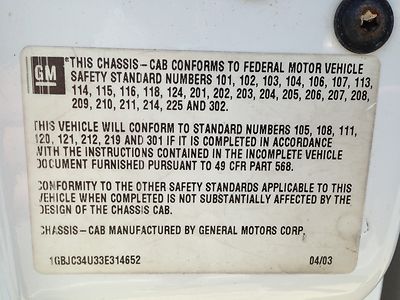 GM
THIS CHASSIS-CAB CONFORMS TO FEDERAL MOTOR VEHICLE
SAFETY STANDARD NUMBERS 101, 102, 103, 104, 106, 107, 113,
114, 115, 116, 118, 124, 201, 202, 203, 204, 205, 206, 207, 208,
209, 210, 211, 214, 225 AND 302.
THIS VEHICLE WILL CONFORM TO STANDARD NUMBERS 105, 108, 111,
120, 121, 212, 219 AND 301 IF IT IS COMPLETED IN ACCORDANCE
WITH THE INSTRUCTIONS CONTAINED IN THE INCOMPLETE VEHICLE
DOCUMENT FURNISHED PURSUANT TO 49 CFR PART 568.
CONFORMITY TO THE OTHER SAFETY STANDARDS APPLICABLE TO THIS
VEHICLE WHEN COMPLETED IS NOT SUBSTANTIALLY AFFECTED BY THE
DESIGN OF THE CHASSIS CAB.
CHASSIS-CAB MANUFACTURED BY GENERAL MOTORS CORP.
1GBJC34U33E314652 04/03